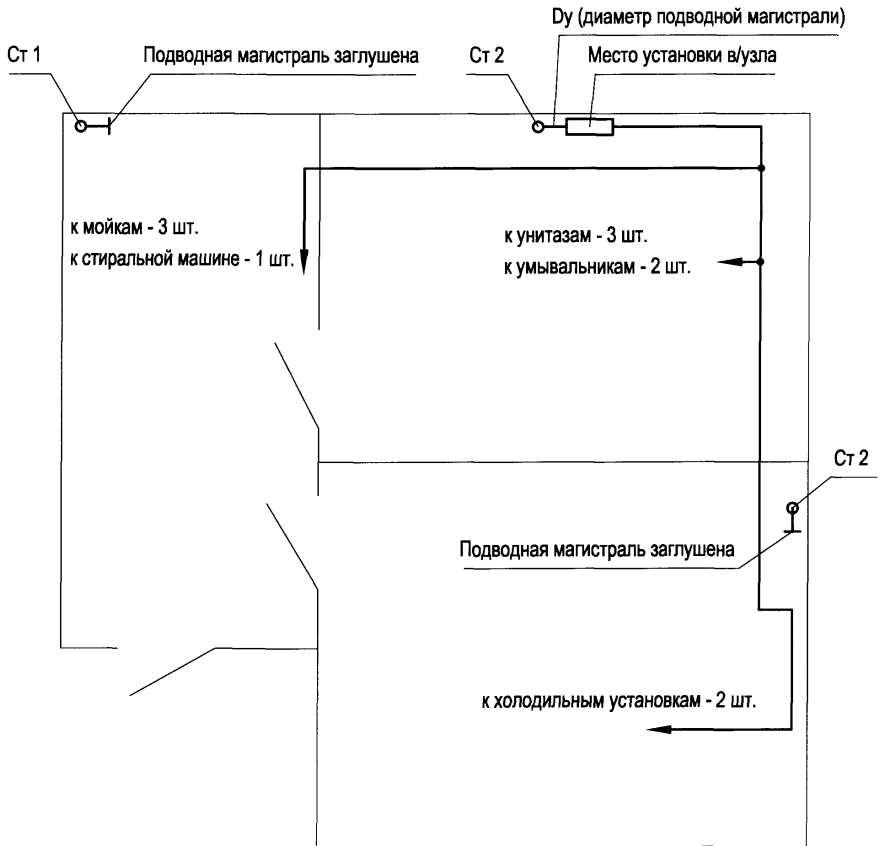 Dу (диаметр подводной магистрали)
Ст 1
Подводная магистраль заглушена
Ст 2
Место установки в/узла
к мойкам - 3 шт.
к стиральной машине - 1 шт.
к унитазам - 3 шт.
к умывальникам - 2 шт.
Ст 2
Подводная магистраль заглушена
к холодильным установкам - 2 шт.